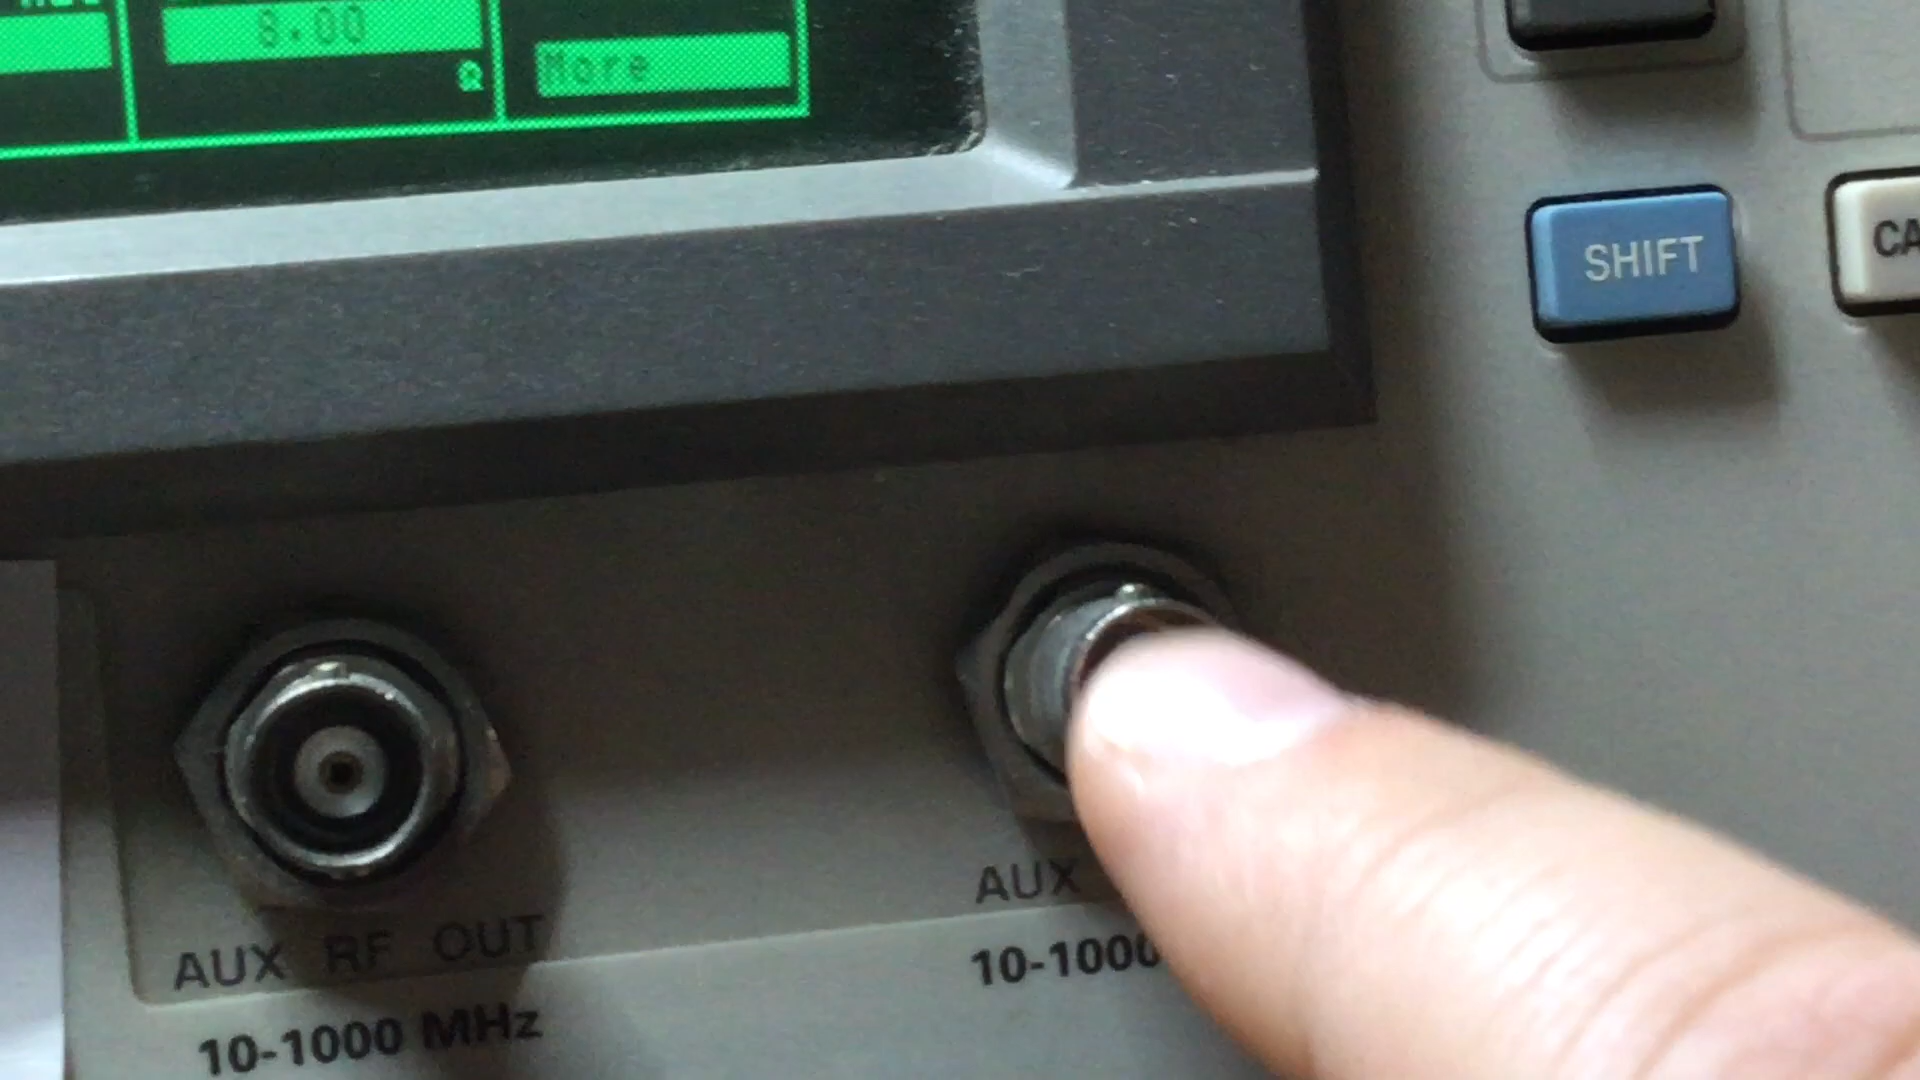 8.00
Ω
More
SHIFT
CA
AUX
10-1000
AUX RF OUT
10-1000 MHz